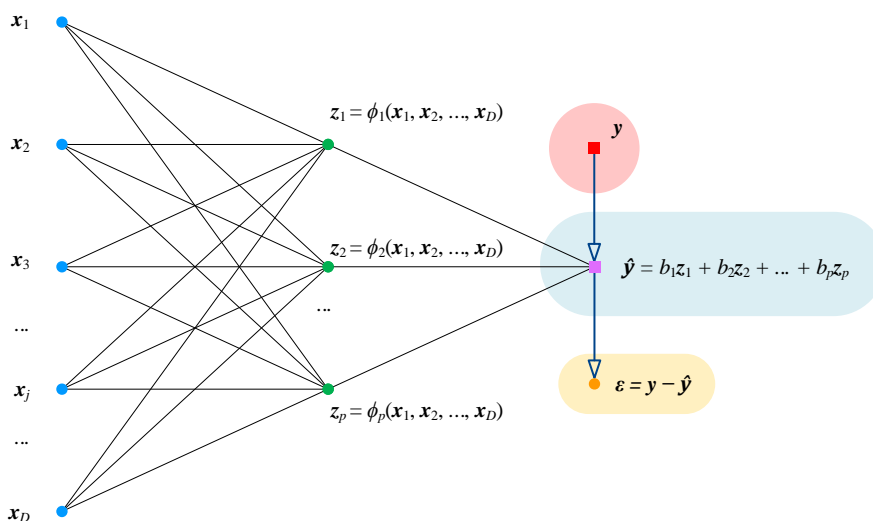 x1
z1 = ϕ1(x1, x2, ..., xD)
y
x2
z2 = ϕ2(x1, x2, ..., xD)
x3
ŷ = b1z1 + b2z2 + ... + bpzp
...
...
xj
ε = y − ŷ
zp = ϕp(x1, x2, ..., xD)
...
xD